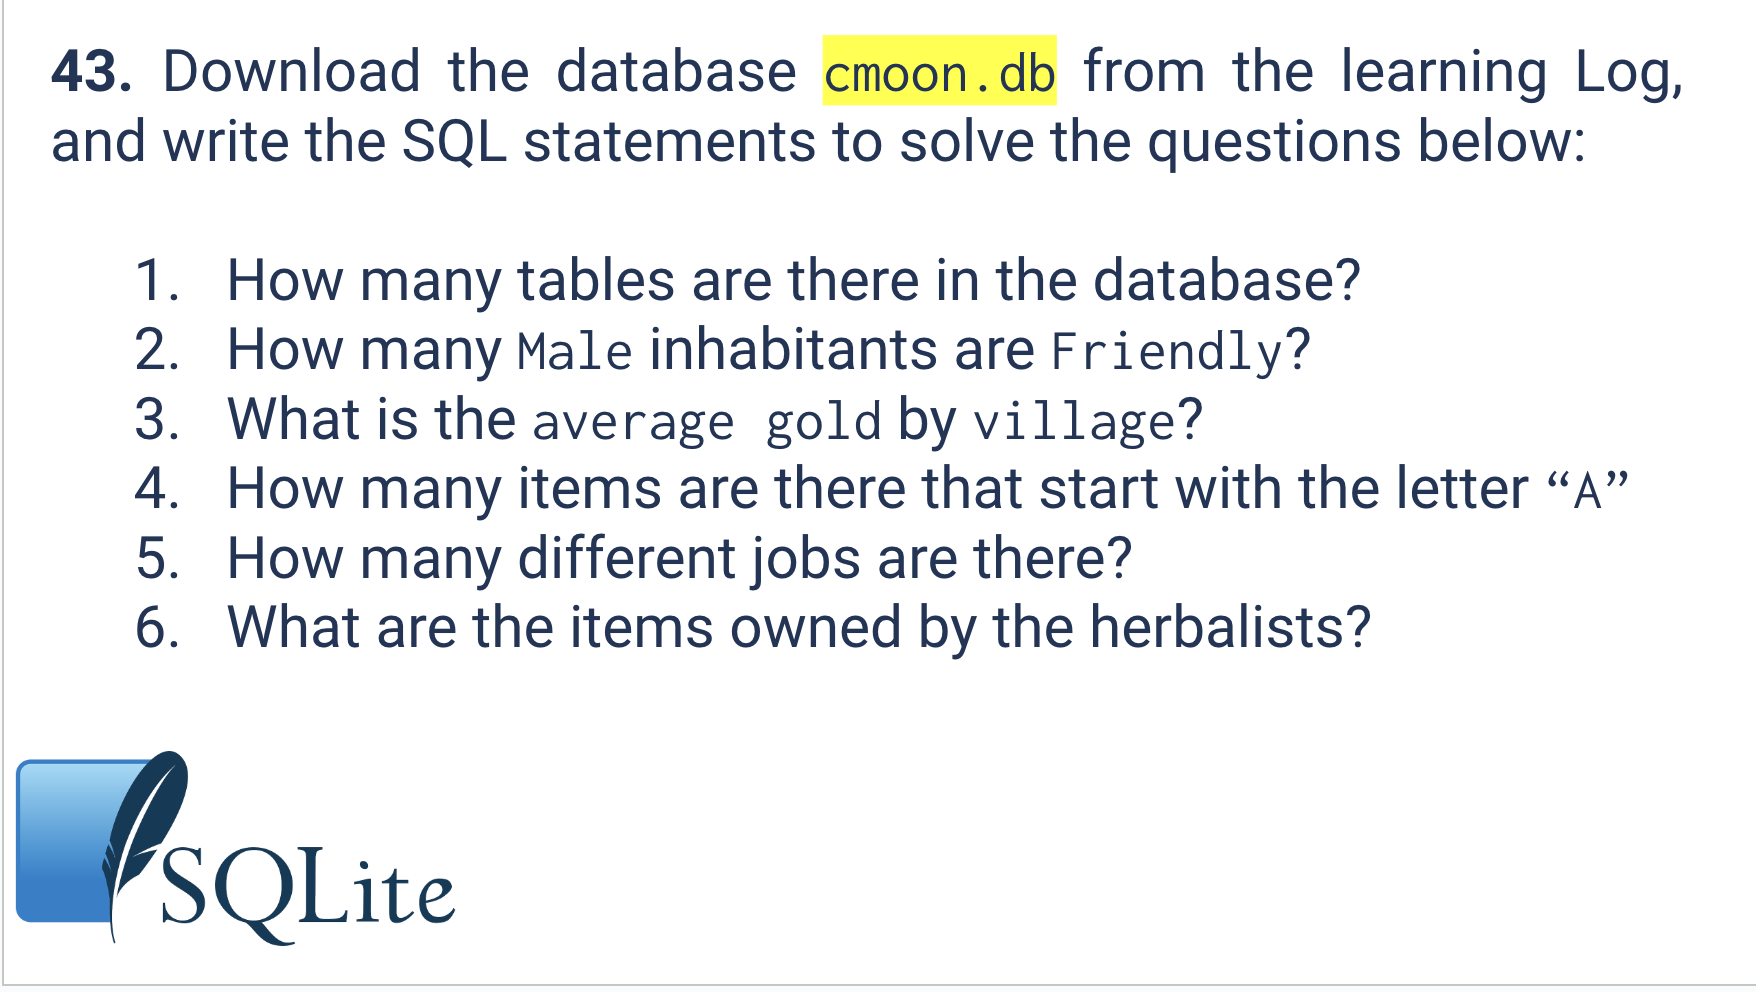 43. Download the database cmoon.db from the learning Log,
and write the SQL statements to solve the questions below:
1. How many tables are there in the database?
2. How many Male inhabitants are Friendly?
3. What is the average gold by village?
4. How many items are there that start with the letter “A”
5. How many different jobs are there?
6. What are the items owned by the herbalists?
SQLite